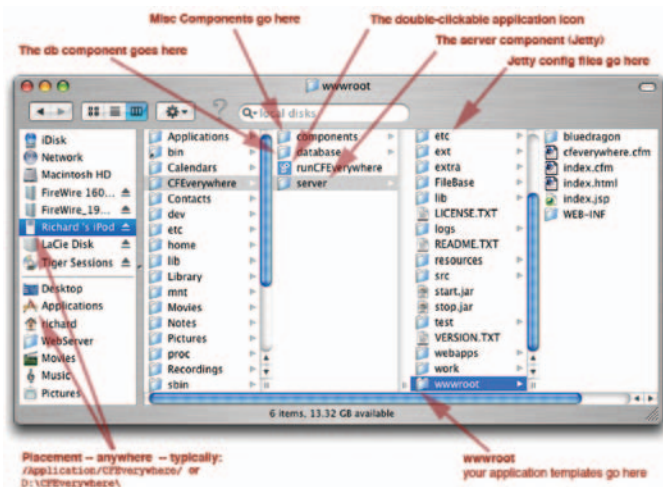 Misc Components go here
The double-clickable application icon
The db component goes here
The server component (Jetty)
Jetty config files go here
wwwroot
local disks
iDisk
Network
Macintosh HD
FireWire 160...
FireWire_19...
Richard 's iPod
LaCie Disk
Tiger Sessions
Desktop
Applications
richard
WebServer
Movies
Music
Pictures
Applications
bin
Calendars
CFEverywhere
Contacts
dev
etc
home
lib
Library
mnt
Movies
Notes
Pictures
proc
Recordings
sbin
components
database
runCFEverywhere
server
etc
ext
extra
FileBase
lib
LICENSE.TXT
logs
README.TXT
resources
src
start.jar
stop.jar
test
VERSION.TXT
webapps
work
wwwroot
bluedragon
cfeverywhere.cfm
index.cfm
index.html
index.jsp
WEB-INF
6 items, 13.32 GB available
Placement -- anywhere -- typically:
/Application/CFEverywhere/ or
D:\CFEverywhere\
wwwroot
your application templates go here